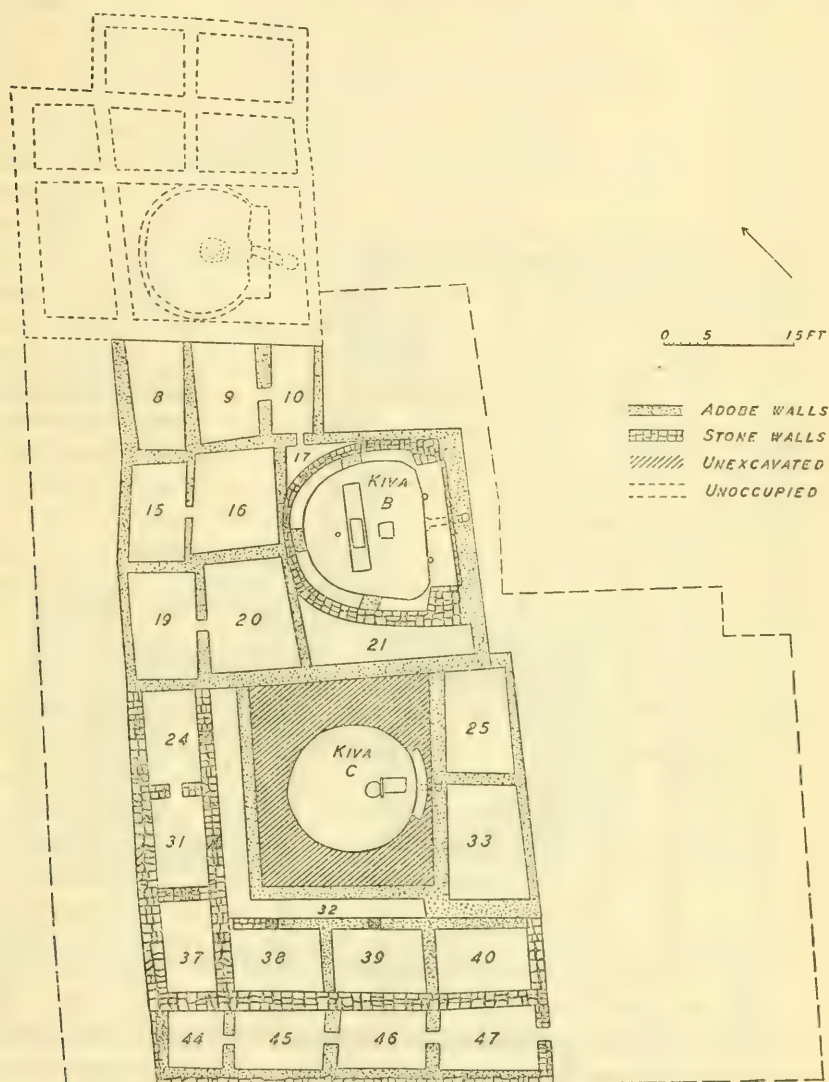 0 5 15 FT
ADOBE WALLS
STONE WALLS
UNEXCAVATED
UNOCCUPIED
8 9 10
17
KIVA
B
15 16
19 20
21
24
KIVA
C
25
31
33
32
37 38 39 40
44 45 46 47